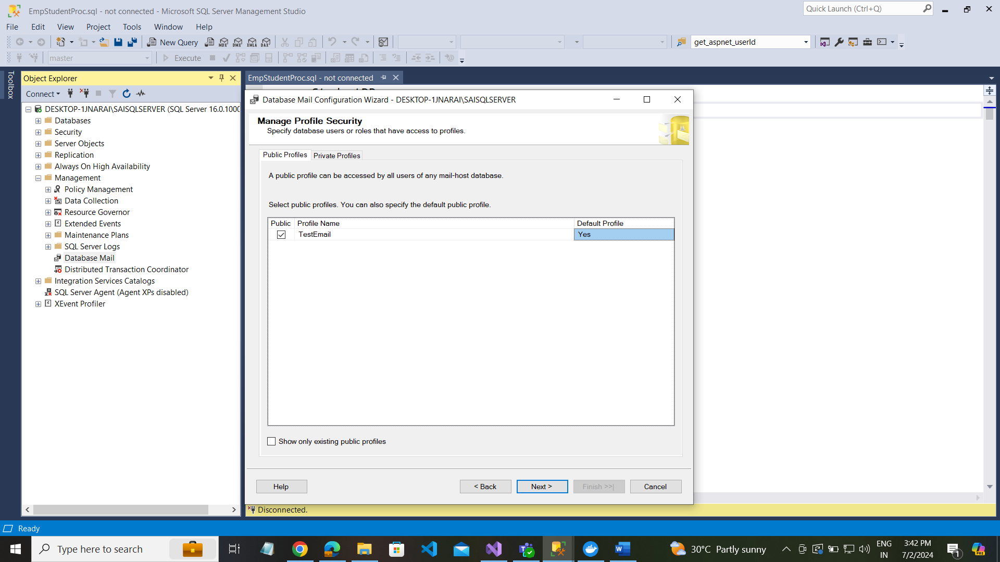 EmpStudentProc.sql - not connected - Microsoft SQL Server Management Studio
Quick Launch (Ctrl+Q)
File Edit View Project Tools Window Help
New Query
MDX DMX XMLA DAX
get_aspnet_userId
master
Execute
Toolbox
Object Explorer
Connect
DESKTOP-1JNARAI\SAISQLSERVER (SQL Server 16.0.1000
Databases
Security
Server Objects
Replication
Always On High Availability
Management
Policy Management
Data Collection
Resource Governor
Extended Events
Maintenance Plans
SQL Server Logs
Database Mail
Distributed Transaction Coordinator
Integration Services Catalogs
SQL Server Agent (Agent XPs disabled)
XEvent Profiler
EmpStudentProc.sql - not connected
Database Mail Configuration Wizard - DESKTOP-1JNARAI\SAISQLSERVER
Manage Profile Security
Specify database users or roles that have access to profiles.
Public Profiles Private Profiles
A public profile can be accessed by all users of any mail-host database.
Select public profiles. You can also specify the default public profile.
Public Profile Name Default Profile
TestEmail Yes
Show only existing public profiles
Help < Back Next > Finish >>| Cancel
Disconnected.
Ready
Type here to search
30°C Partly sunny
ENG
IN
3:42 PM
7/2/2024
1
PRE